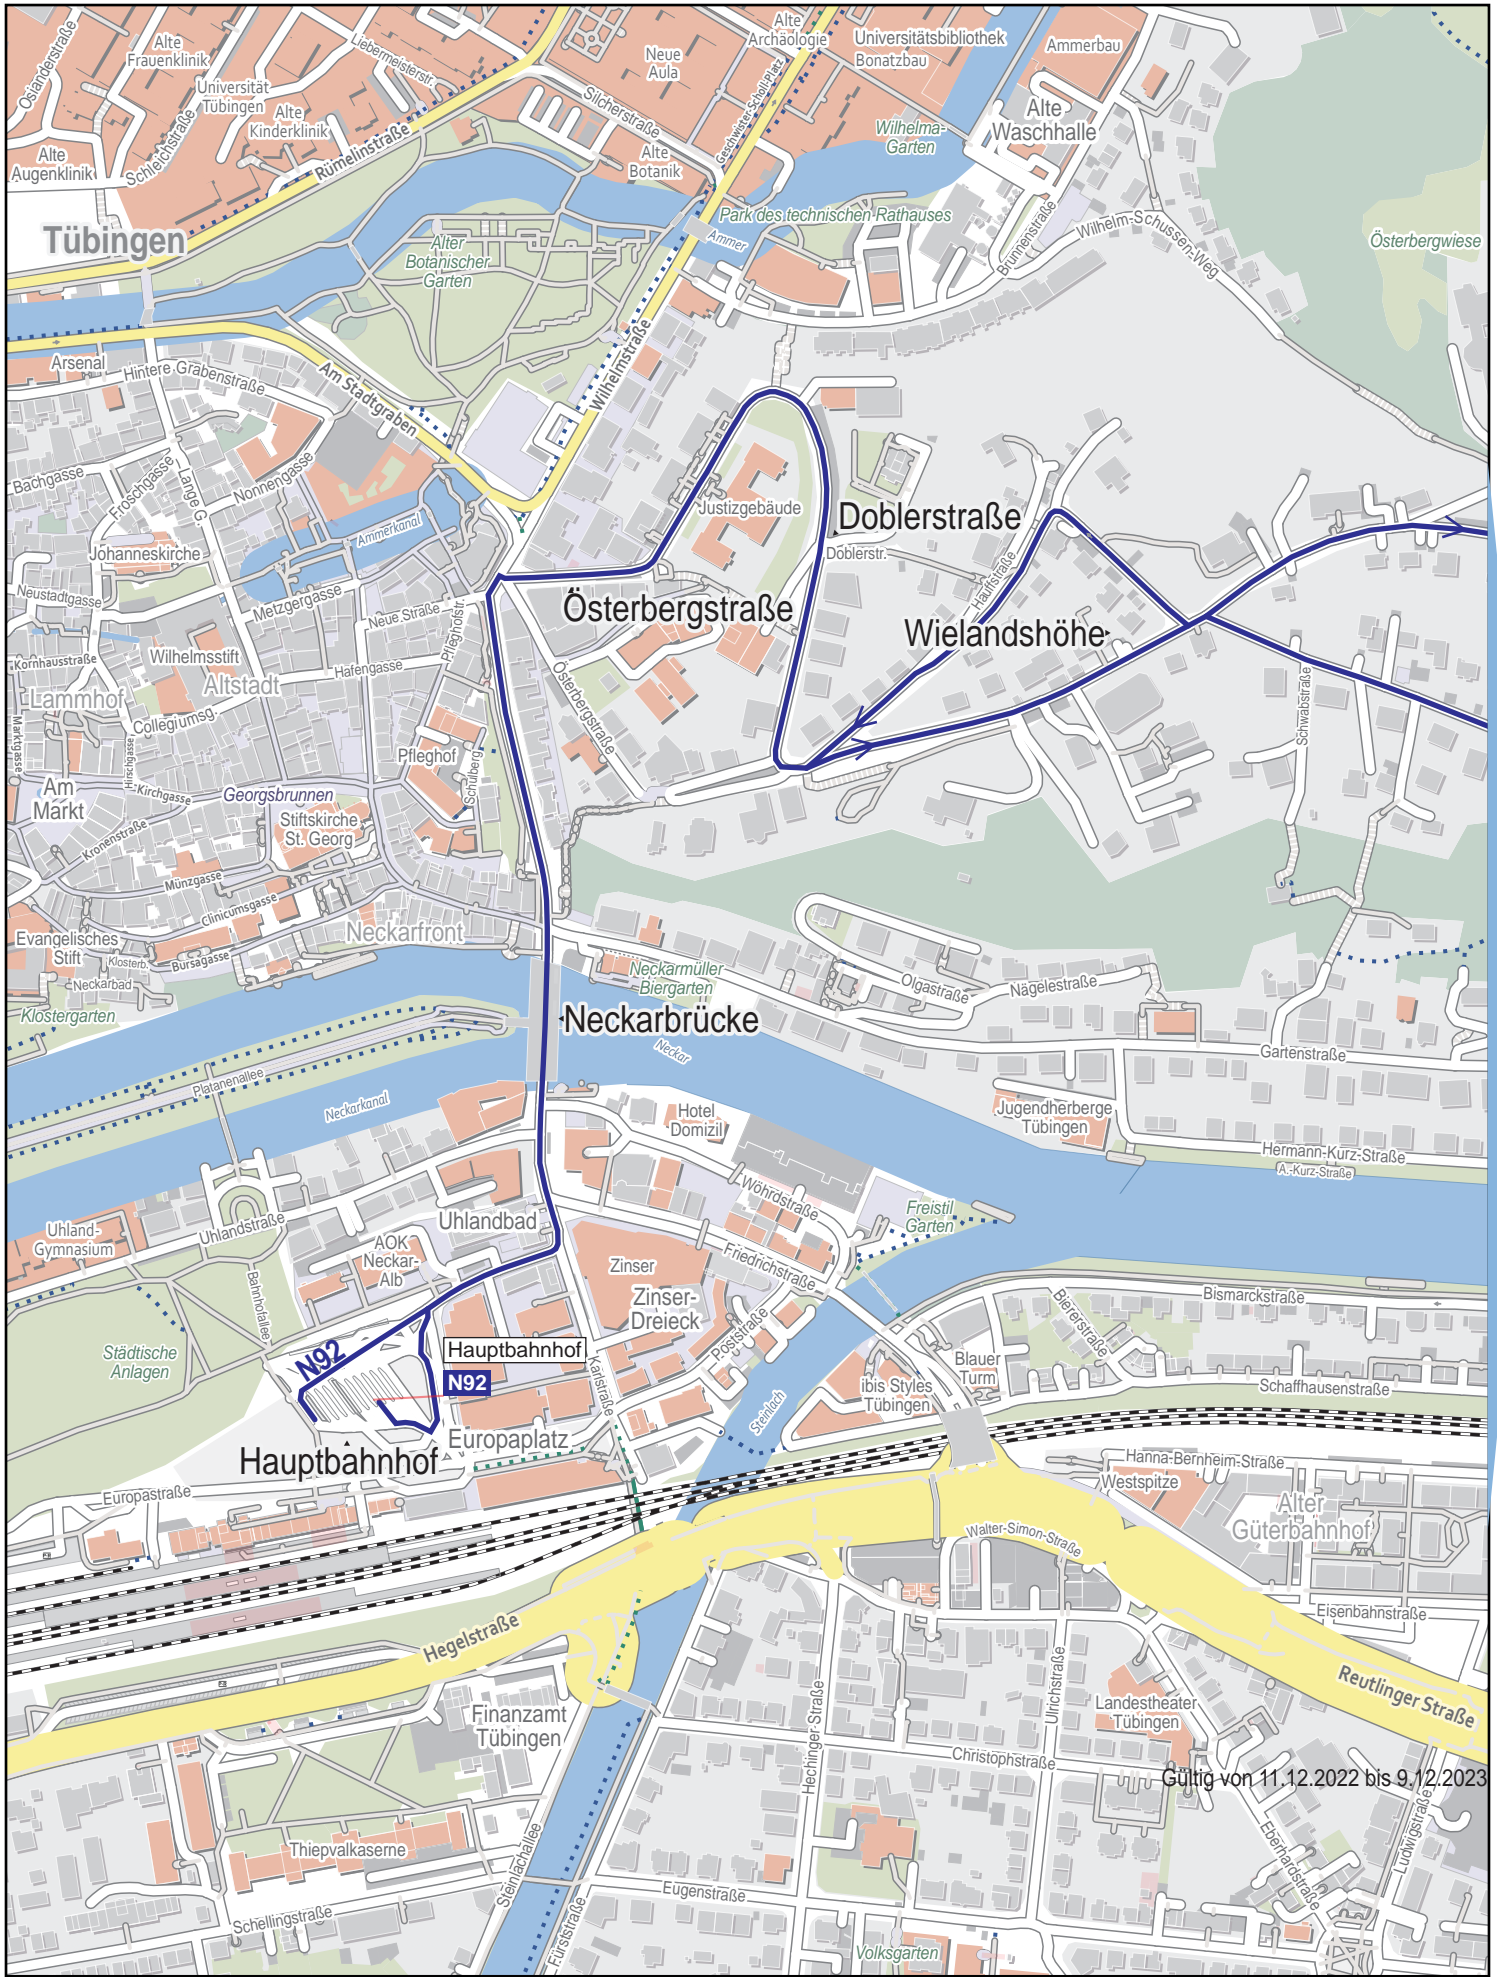 Osianderstraße
Alte
Frauenklinik
Liebermeisterstr.
Neue
Aula
Alte
Archäologie
Universitätsbibliothek
Bonatzbau
Ammerbau
Universität
Tübingen
Alte
Kinderklinik
Silcherstraße
Geschwister-Scholl-Platz
Alte
Waschhalle
Wilhelma-
Garten
Alte
Augenklinik
Schleichstraße
Rümelinstraße
Alte
Botanik
Tübingen
Alter
Botanischer
Garten
Park des technischen Rathauses
Ammer
Brunnenstraße
Wilhelm-Schussen-Weg
Österbergwiese
Arsenal
Hintere Grabenstraße
Am Stadtgraben
Wilhelmstraße
Bachgasse
Froschgasse
Lange G.
Nonnengasse
Justizgebäude
Doblerstraße
Doblerstr.
Ammerkanal
Johanneskirche
Neustadtgasse
Metzgergasse
Neue Straße
Pfleghofstr.
Österbergstraße
Hauffstraße
Wielandshöhe
Kornhausstraße
Wilhelmsstift
Hafengasse
Lammhof
Altstadt
Collegiumsg.
Österbergstraße
Schwabstraße
Marktgasse
Hirschgasse
Pfleghof
Schulberg
Am
Markt
Kirchgasse
Georgsbrunnen
Kronenstraße
Stiftskirche
St. Georg
Münzgasse
Clinicumsgasse
Evangelisches
Stift
Klosterb.
Bursagasse
Neckarfront
Neckarbad
Klostergarten
Neckarmüller
Biergarten
Olgastraße
Nägelestraße
Neckarbrücke
Neckar
Gartenstraße
Platanenallee
Neckarkanal
Hotel
Domizil
Jugendherberge
Tübingen
Hermann-Kurz-Straße
A.-Kurz-Straße
Wöhrdstraße
Freistil
Garten
Uhland-
Gymnasium
Uhlandstraße
Uhlandbad
AOK
Neckar-
Alb
Zinser
Friedrichstraße
Zinser-
Dreieck
Bahnhofallee
Poststraße
Bismarckstraße
Biererstraße
Städtische
Anlagen
N92
Hauptbahnhof
N92
Karlstraße
Blauer
Turm
ibis Styles
Tübingen
Schaffhausenstraße
Steinlach
Hauptbahnhof
Europaplatz
Hanna-Bernheim-Straße
Westspitze
Europastraße
Alter
Güterbahnhof
Walter-Simon-Straße
Eisenbahnstraße
Hegelstraße
Reutlinger Straße
Finanzamt
Tübingen
Hechinger-Straße
Ulrichstraße
Landestheater
Tübingen
Christophstraße
Gültig von 11.12.2022 bis 9.12.2023
Thiepvalkaserne
Steinlachallee
Eberhardstraße
Ludwigstraße
Eugenstraße
Schellingstraße
Fürststraße
Volksgarten